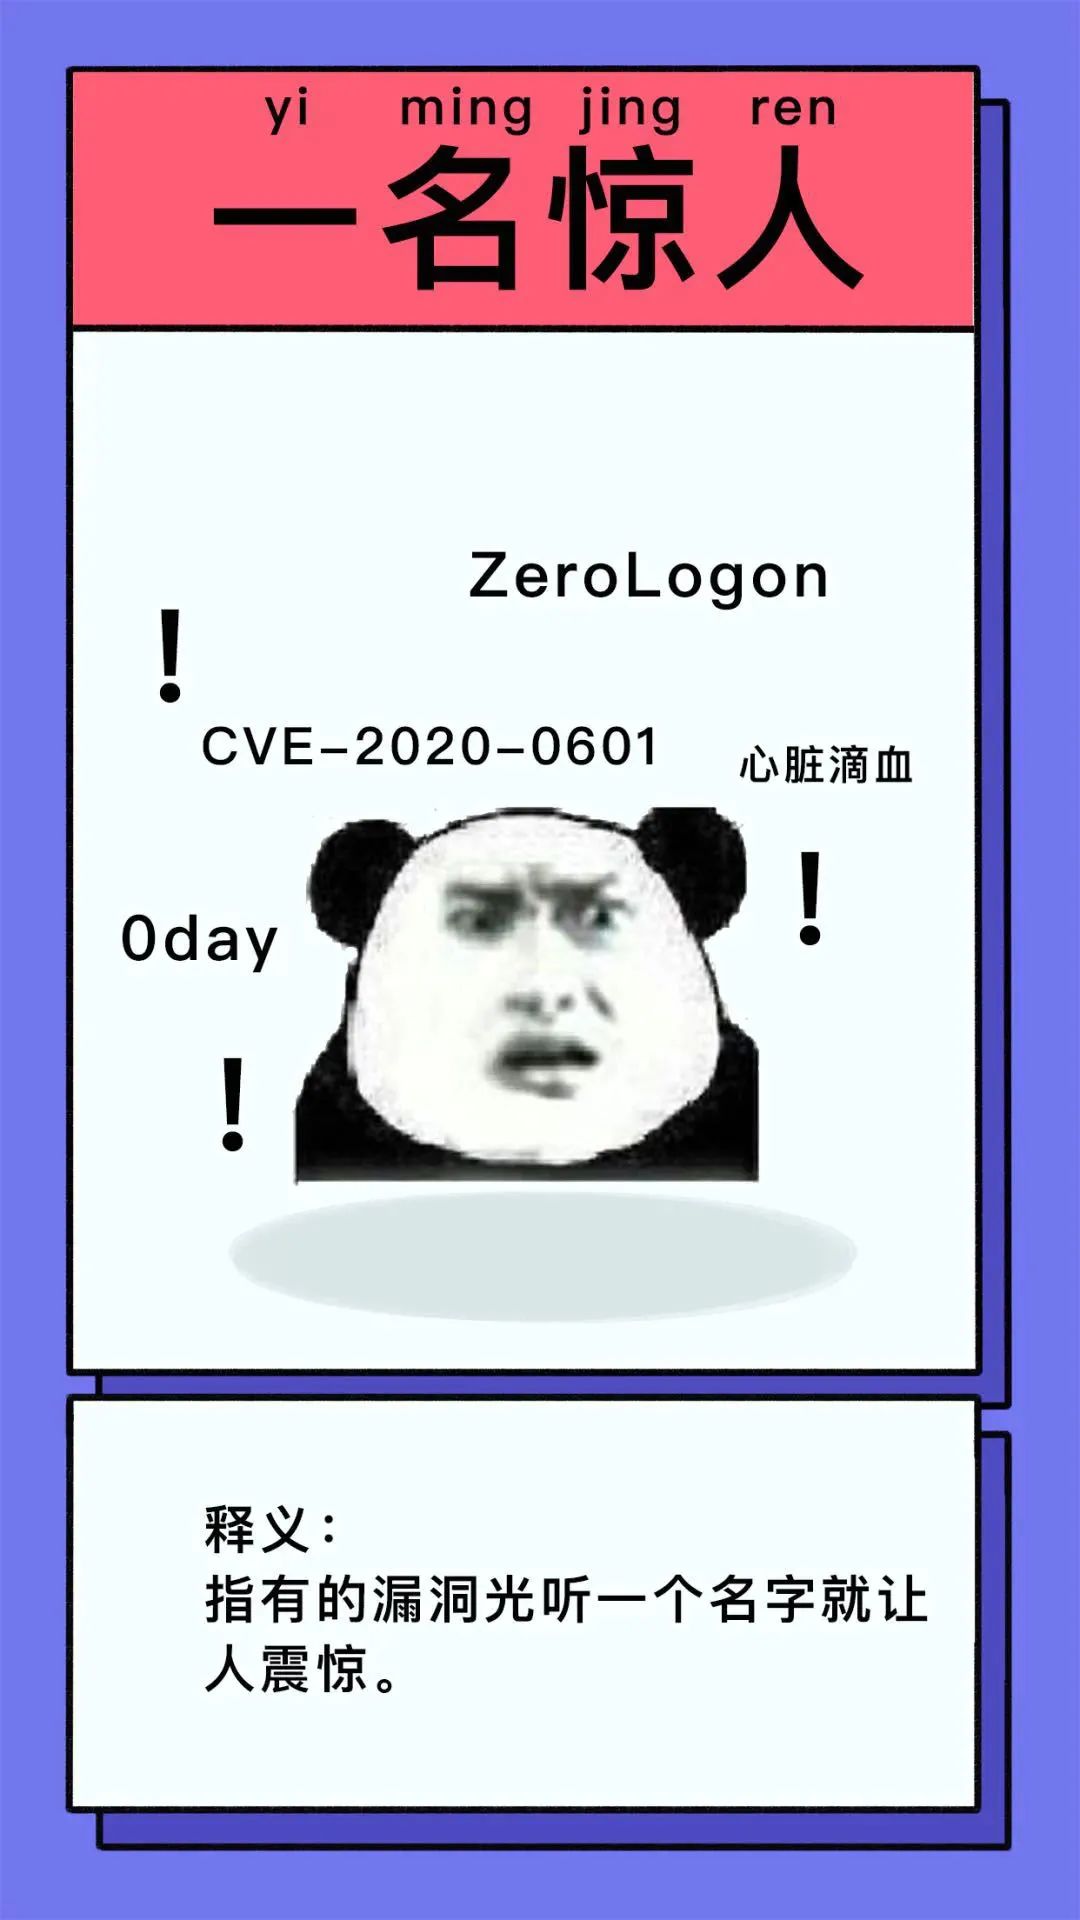 yi ming jing ren
一名惊人
ZeroLogon
!
CVE-2020-0601
心脏滴血
!
0day
!
释义：
指有的漏洞光听一个名字就让
人震惊。